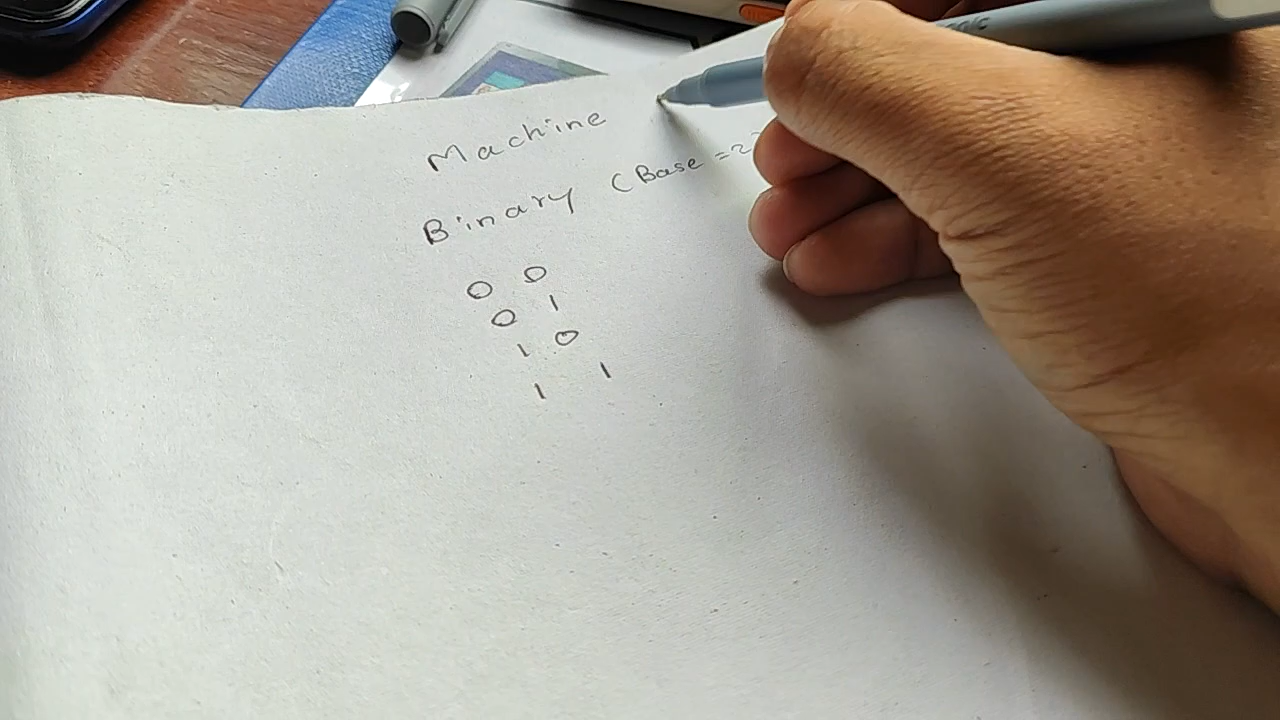 Machine
Binary (Base = 2
0 0
0 1
1 0
1 1